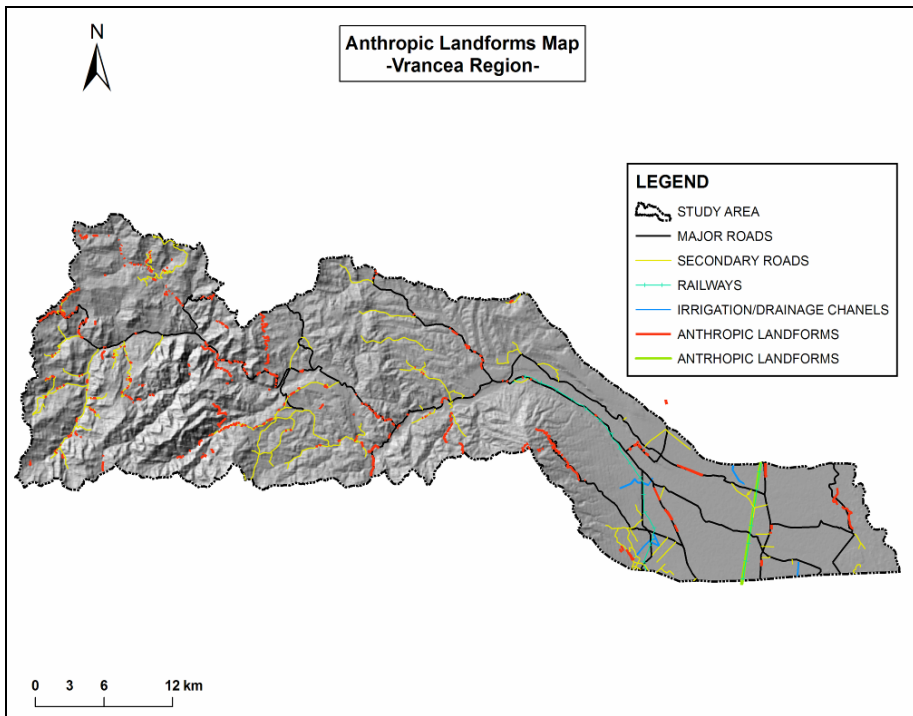 N
Anthropic Landforms Map
-Vrancea Region-
LEGEND
STUDY AREA
MAJOR ROADS
SECONDARY ROADS
RAILWAYS
IRRIGATION/DRAINAGE CHANELS
ANTHROPIC LANDFORMS
ANTRHOPIC LANDFORMS
0 3 6 12 km